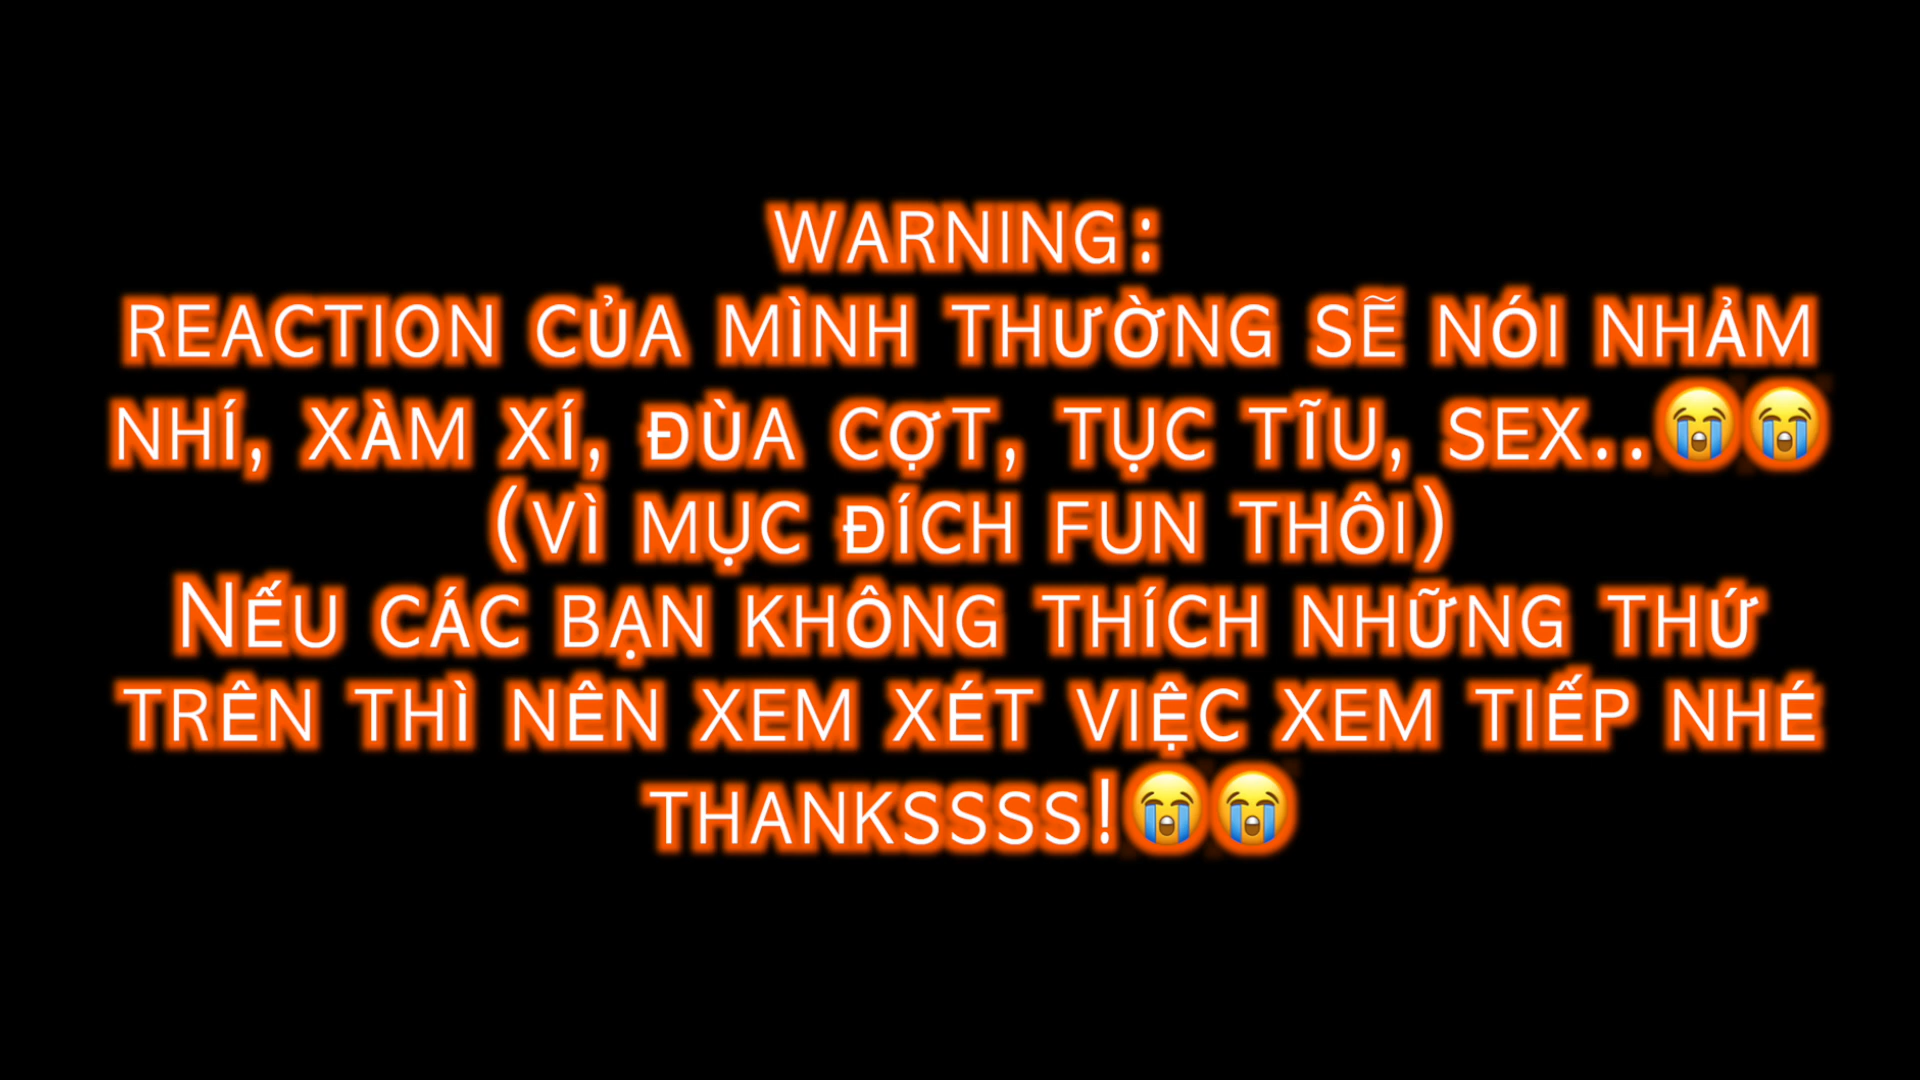 WARNING:
REACTION CỦA MÌNH THƯỜNG SẼ NÓI NHẢM
NHÍ, XÀM XÍ, ĐÙA CỢT, TỤC TĨU, SEX..😭😭
(VÌ MỤC ĐÍCH FUN THÔI)
NẾU CÁC BẠN KHÔNG THÍCH NHỮNG THỨ
TRÊN THÌ NÊN XEM XÉT VIỆC XEM TIẾP NHÉ
THANKSSSS!😭😭